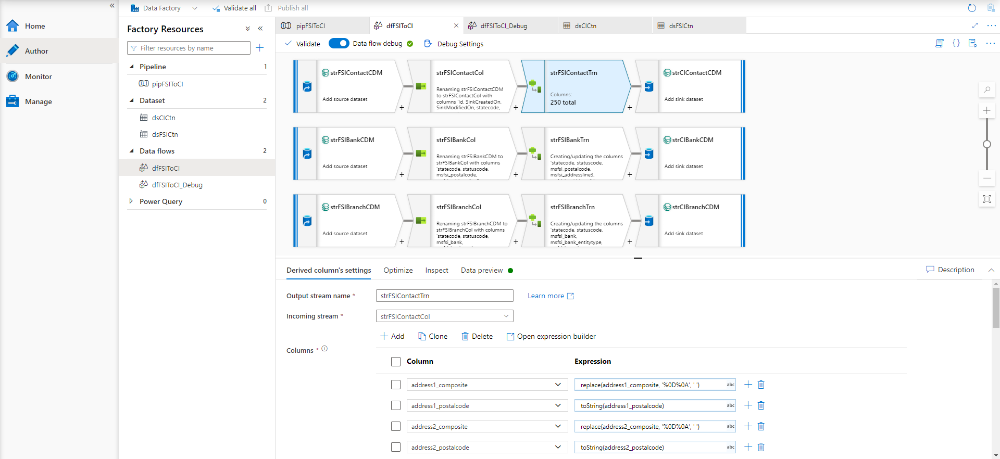 «
Data Factory
Validate all
Publish all
Home
Author
Monitor
Manage
Factory Resources
«
Filter resources by name
Pipeline 1
pipFSIToCI
Dataset 2
dsCICtn
dsFSICtn
Data flows 2
dfFSIToCI
dfFSIToCI_Debug
Power Query 0
pipFSIToCI
dfFSIToCI
dfFSIToCI_Debug
dsCICtn
dsFSICtn
Validate
Data flow debug
Debug Settings
{}
strFSIContactCDM
Add source dataset
+
strFSIContactCol
Renaming strFSIContactCDM
to strFSIContactCol with
columns 'Id, SinkCreatedOn,
SinkModifiedOn, statecode,
+
strFSIContactTrn
Columns:
250 total
+
strCIContactCDM
Add sink dataset
strFSIBankCDM
Add source dataset
+
strFSIBankCol
Renaming strFSIBankCDM to
strFSIBankCol with columns
'statecode, statuscode,
msfsi_postalcode,
+
strFSIBankTrn
Creating/updating the columns
'statecode, statuscode,
msfsi_postalcode,
msfsi_addressline3,
+
strCIBankCDM
Add sink dataset
strFSIBranchCDM
Add source dataset
+
strFSIBranchCol
Renaming strFSIBranchCDM to
strFSIBranchCol with columns
'statecode, statuscode,
msfsi_bank,
+
strFSIBranchTrn
Creating/updating the columns
'statecode, statuscode,
msfsi_bank,
msfsi_bank_entitytype,
+
strCIBranchCDM
Add sink dataset
Derived column's settings
Optimize
Inspect
Data preview
Description
Output stream name *
strFSIContactTrn
Learn more
Incoming stream *
strFSIContactCol
Add
Clone
Delete
Open expression builder
Columns *
Column Expression
address1_composite replace(address1_composite, '%0D%0A', ' ') abc
address1_postalcode toString(address1_postalcode) abc
address2_composite replace(address2_composite, '%0D%0A', ' ') abc
address2_postalcode toString(address2_postalcode) abc